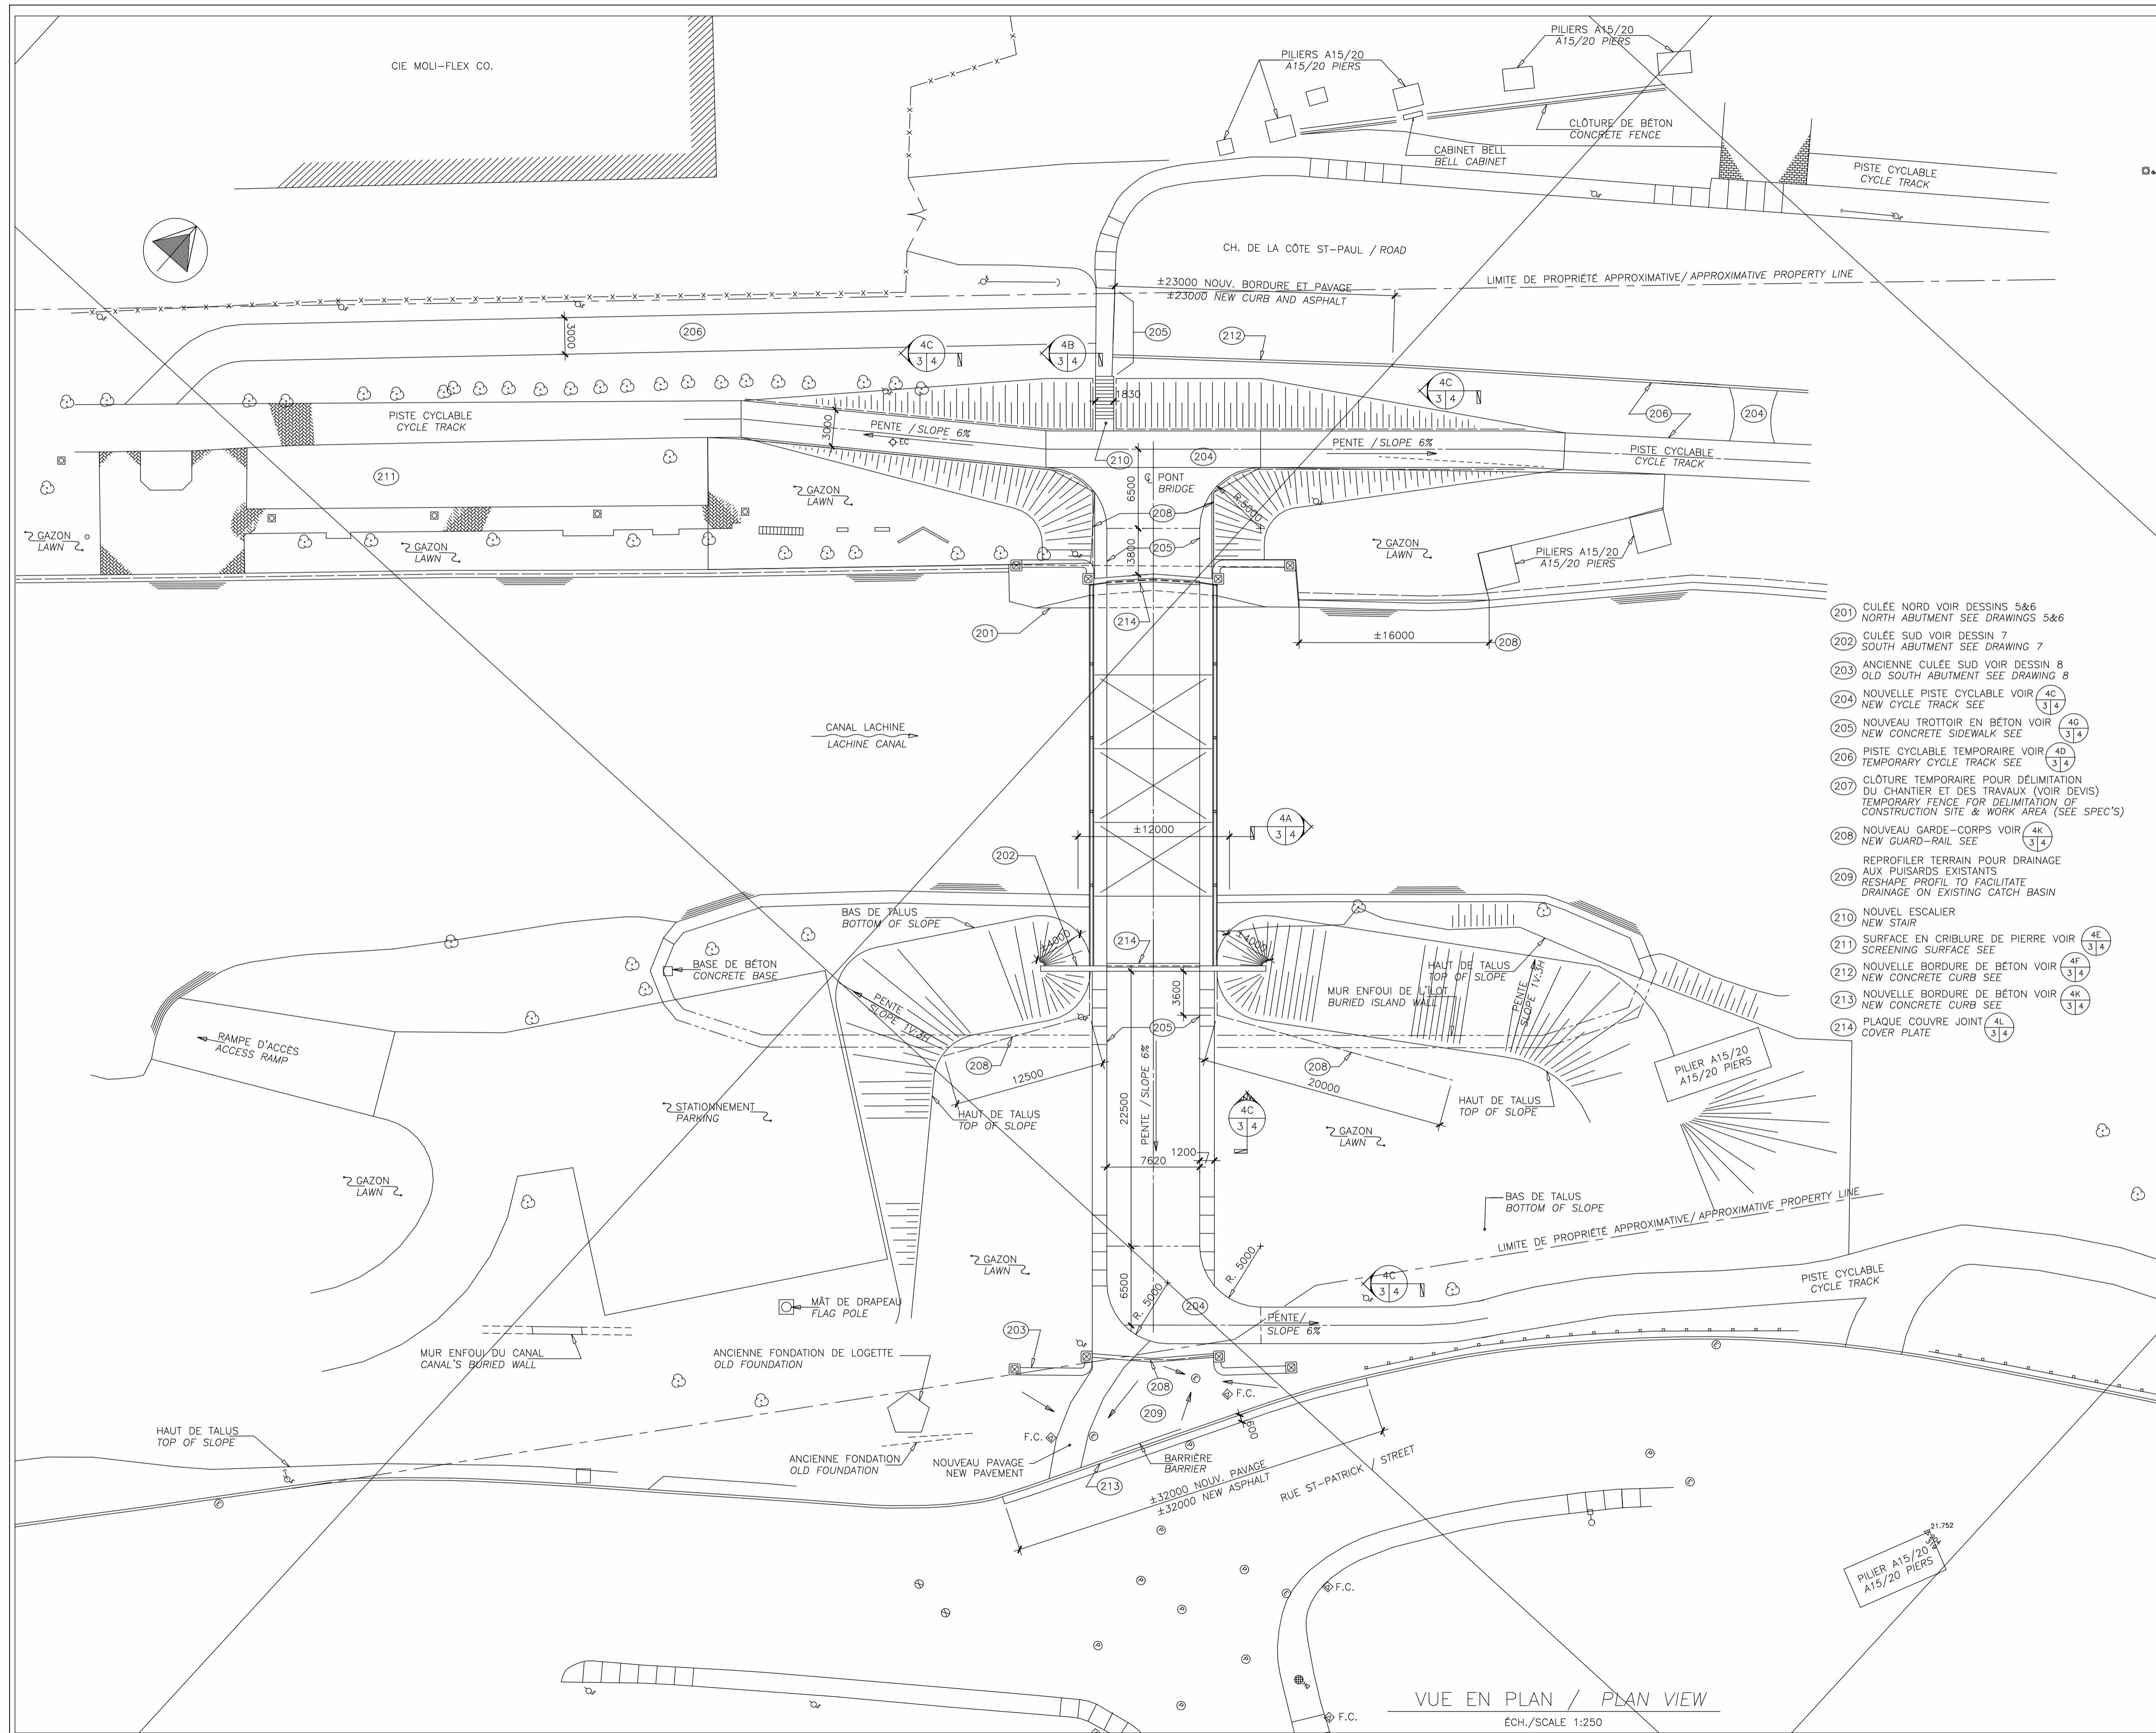 CIE MOLI-FLEX CO.
PILIERS A15/20
A15/20 PIERS
PILIERS A15/20
A15/20 PIERS
CLÔTURE DE BÉTON
CONCRETE FENCE
CABINET BELL
BELL CABINET
PISTE CYCLABLE
CYCLE TRACK
CH. DE LA CÔTE ST-PAUL / ROAD
±23000 NOUV. BORDURE ET PAVAGE
±23000 NEW CURB AND ASPHALT
LIMITE DE PROPRIÉTÉ APPROXIMATIVE/ APPROXIMATIVE PROPERTY LINE
3000
206
205
212
4C
3 4
4B
3 4
4C
3 4
1830
206
204
PISTE CYCLABLE
CYCLE TRACK
3000
PENTE / SLOPE 6%
EC
PENTE / SLOPE 6%
PISTE CYCLABLE
CYCLE TRACK
210
204
211
6500
℄ PONT
BRIDGE
R.5000
GAZON
LAWN
208
GAZON
LAWN
GAZON
LAWN
205
3800
GAZON
LAWN
PILIERS A15/20
A15/20 PIERS
201
214
±16000
208
201 CULÉE NORD VOIR DESSINS 5&6
NORTH ABUTMENT SEE DRAWINGS 5&6
202 CULÉE SUD VOIR DESSIN 7
SOUTH ABUTMENT SEE DRAWING 7
203 ANCIENNE CULÉE SUD VOIR DESSIN 8
OLD SOUTH ABUTMENT SEE DRAWING 8
204 NOUVELLE PISTE CYCLABLE VOIR 4C
NEW CYCLE TRACK SEE 3 4
205 NOUVEAU TROTTOIR EN BÉTON VOIR 4G
NEW CONCRETE SIDEWALK SEE 3 4
206 PISTE CYCLABLE TEMPORAIRE VOIR 4D
TEMPORARY CYCLE TRACK SEE 3 4
207 CLÔTURE TEMPORAIRE POUR DÉLIMITATION
DU CHANTIER ET DES TRAVAUX (VOIR DEVIS)
TEMPORARY FENCE FOR DELIMITATION OF
CONSTRUCTION SITE & WORK AREA (SEE SPEC'S)
208 NOUVEAU GARDE-CORPS VOIR 4K
NEW GUARD-RAIL SEE 3 4
209 REPROFILER TERRAIN POUR DRAINAGE
AUX PUISARDS EXISTANTS
RESHAPE PROFIL TO FACILITATE
DRAINAGE ON EXISTING CATCH BASIN
210 NOUVEL ESCALIER
NEW STAIR
211 SURFACE EN CRIBLURE DE PIERRE VOIR 4E
SCREENING SURFACE SEE 3 4
212 NOUVELLE BORDURE DE BÉTON VOIR 4F
NEW CONCRETE CURB SEE 3 4
213 NOUVELLE BORDURE DE BÉTON VOIR 4K
NEW CONCRETE CURB SEE 3 4
214 PLAQUE COUVRE JOINT 4L
COVER PLATE 3 4
CANAL LACHINE
LACHINE CANAL
±12000
4A
3 4
202
BAS DE TALUS
BOTTOM OF SLOPE
±4000
214
±4000
BASE DE BÉTON
CONCRETE BASE
HAUT DE TALUS
TOP OF SLOPE
3600
MUR ENFOUI DE L'ÎLOT
BURIED ISLAND WALL
PENTE
SLOPE 1V:3H
PENTE
SLOPE 1V:3H
205
RAMPE D'ACCÈS
ACCESS RAMP
208
208
12500
20000
PILIER A15/20
A15/20 PIERS
STATIONNEMENT
PARKING
HAUT DE TALUS
TOP OF SLOPE
22500
PENTE / SLOPE 6%
4C
3 4
HAUT DE TALUS
TOP OF SLOPE
GAZON
LAWN
1200
7620
GAZON
LAWN
BAS DE TALUS
BOTTOM OF SLOPE
LIMITE DE PROPRIÉTÉ APPROXIMATIVE/ APPROXIMATIVE PROPERTY LINE
GAZON
LAWN
R. 5000
4C
3 4
PISTE CYCLABLE
CYCLE TRACK
6500
R. 5000
204
MÂT DE DRAPEAU
FLAG POLE
PENTE/
SLOPE 6%
203
MUR ENFOUI DU CANAL
CANAL'S BURIED WALL
ANCIENNE FONDATION DE LOGETTE
OLD FOUNDATION
208
F.C.
209
600
HAUT DE TALUS
TOP OF SLOPE
F.C.
ANCIENNE FONDATION
OLD FOUNDATION
NOUVEAU PAVAGE
NEW PAVEMENT
BARRIÈRE
BARRIER
213
±32000 NOUV. PAVAGE
±32000 NEW ASPHALT
RUE ST-PATRICK / STREET
21.752
PILIER A15/20
A15/20 PIERS
F.C.
F.C.
VUE EN PLAN / PLAN VIEW
ÉCH./SCALE 1:250